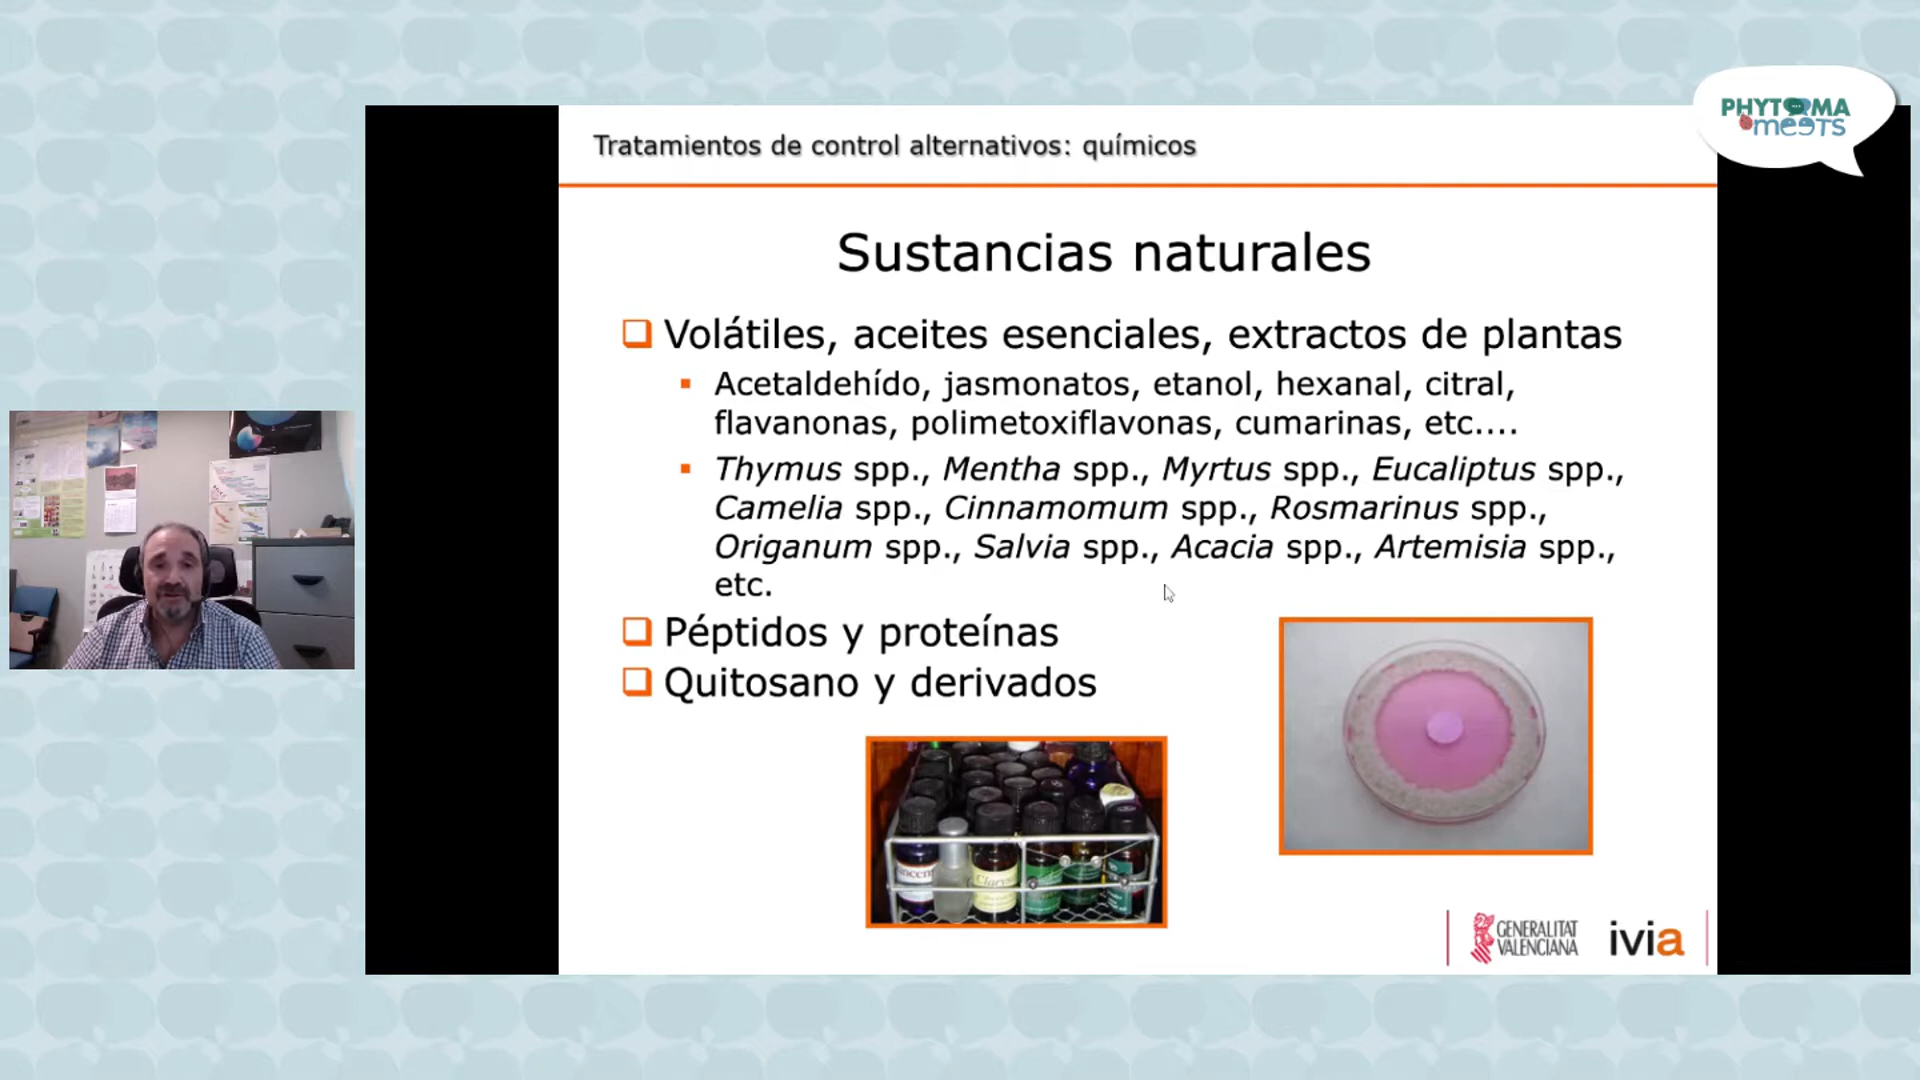 PHYTOMA
meeTS
Tratamientos de control alternativos: químicos
Sustancias naturales
Volátiles, aceites esenciales, extractos de plantas
Acetaldehído, jasmonatos, etanol, hexanal, citral,
flavanonas, polimetoxiflavonas, cumarinas, etc....
Thymus spp., Mentha spp., Myrtus spp., Eucaliptus spp.,
Camelia spp., Cinnamomum spp., Rosmarinus spp.,
Origanum spp., Salvia spp., Acacia spp., Artemisia spp.,
etc.
Péptidos y proteínas
Quitosano y derivados
GENERALITAT
VALENCIANA
ivia